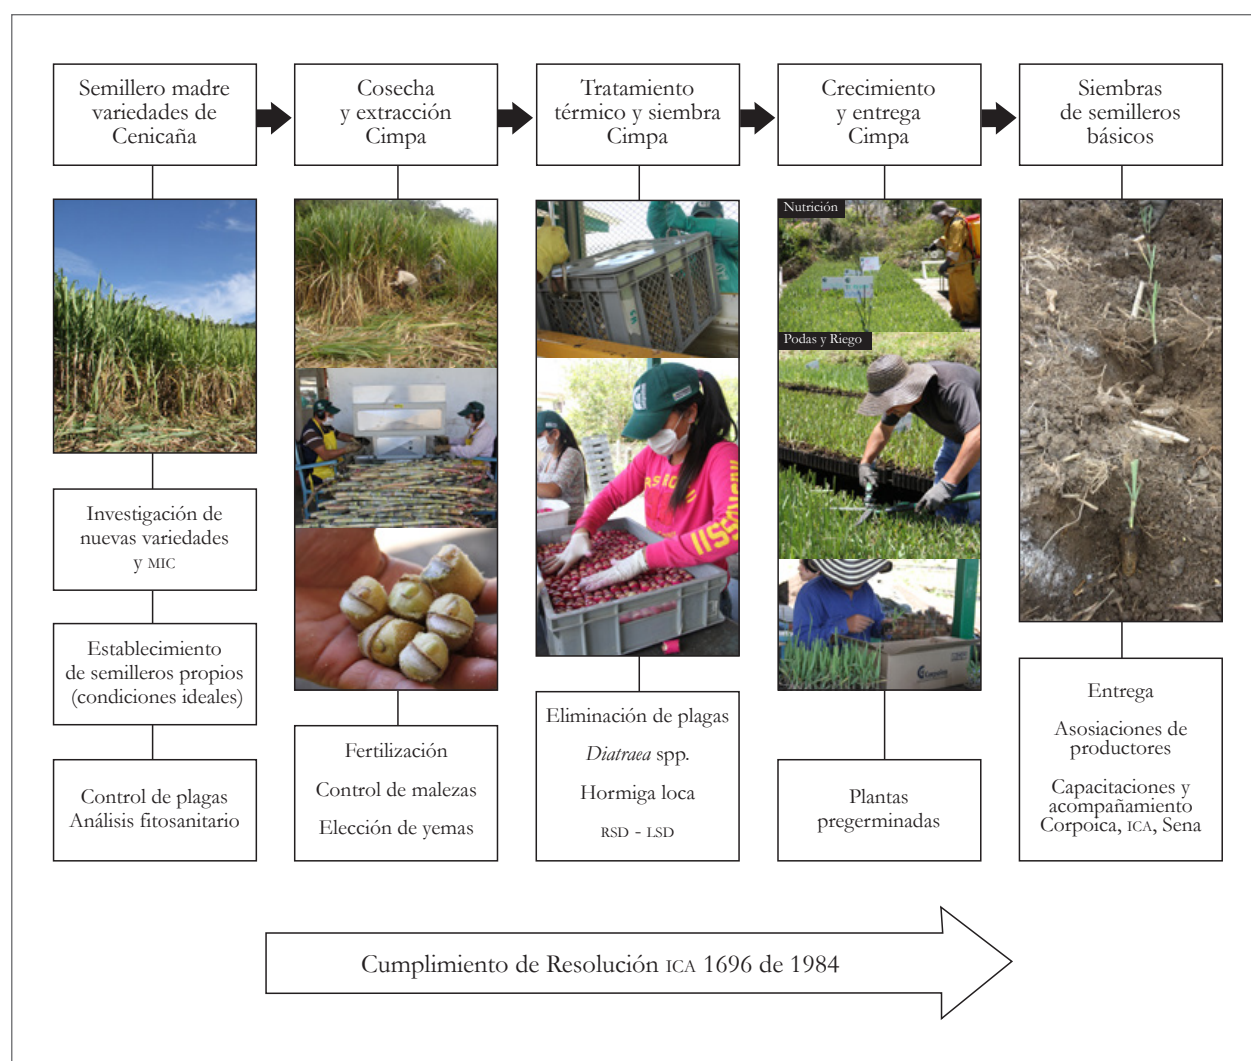 Semillero madre
variedades de
Cenicaña
Cosecha
y extracción
Cimpa
Tratamiento
térmico y siembra
Cimpa
Crecimiento
y entrega
Cimpa
Siembras
de semilleros
básicos
Investigación de
nuevas variedades
y MIC
Establecimiento
de semilleros propios
(condiciones ideales)
Control de plagas
Análisis fitosanitario
Fertilización
Control de malezas
Elección de yemas
Eliminación de plagas
Diatraea spp.
Hormiga loca
RSD - LSD
Nutrición
Podas y Riego
Corpoica
Plantas
pregerminadas
Entrega
Asosiaciones de
productores
Capacitaciones y
acompañamiento
Corpoica, ICA, Sena
Cumplimiento de Resolución ICA 1696 de 1984